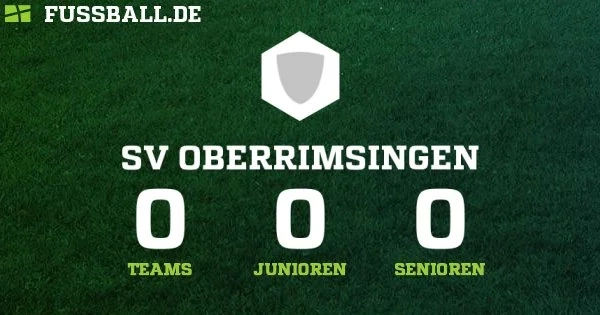 FUSSBALL.DE
SV OBERRIMSINGEN
0 0 0
TEAMS JUNIOREN SENIOREN